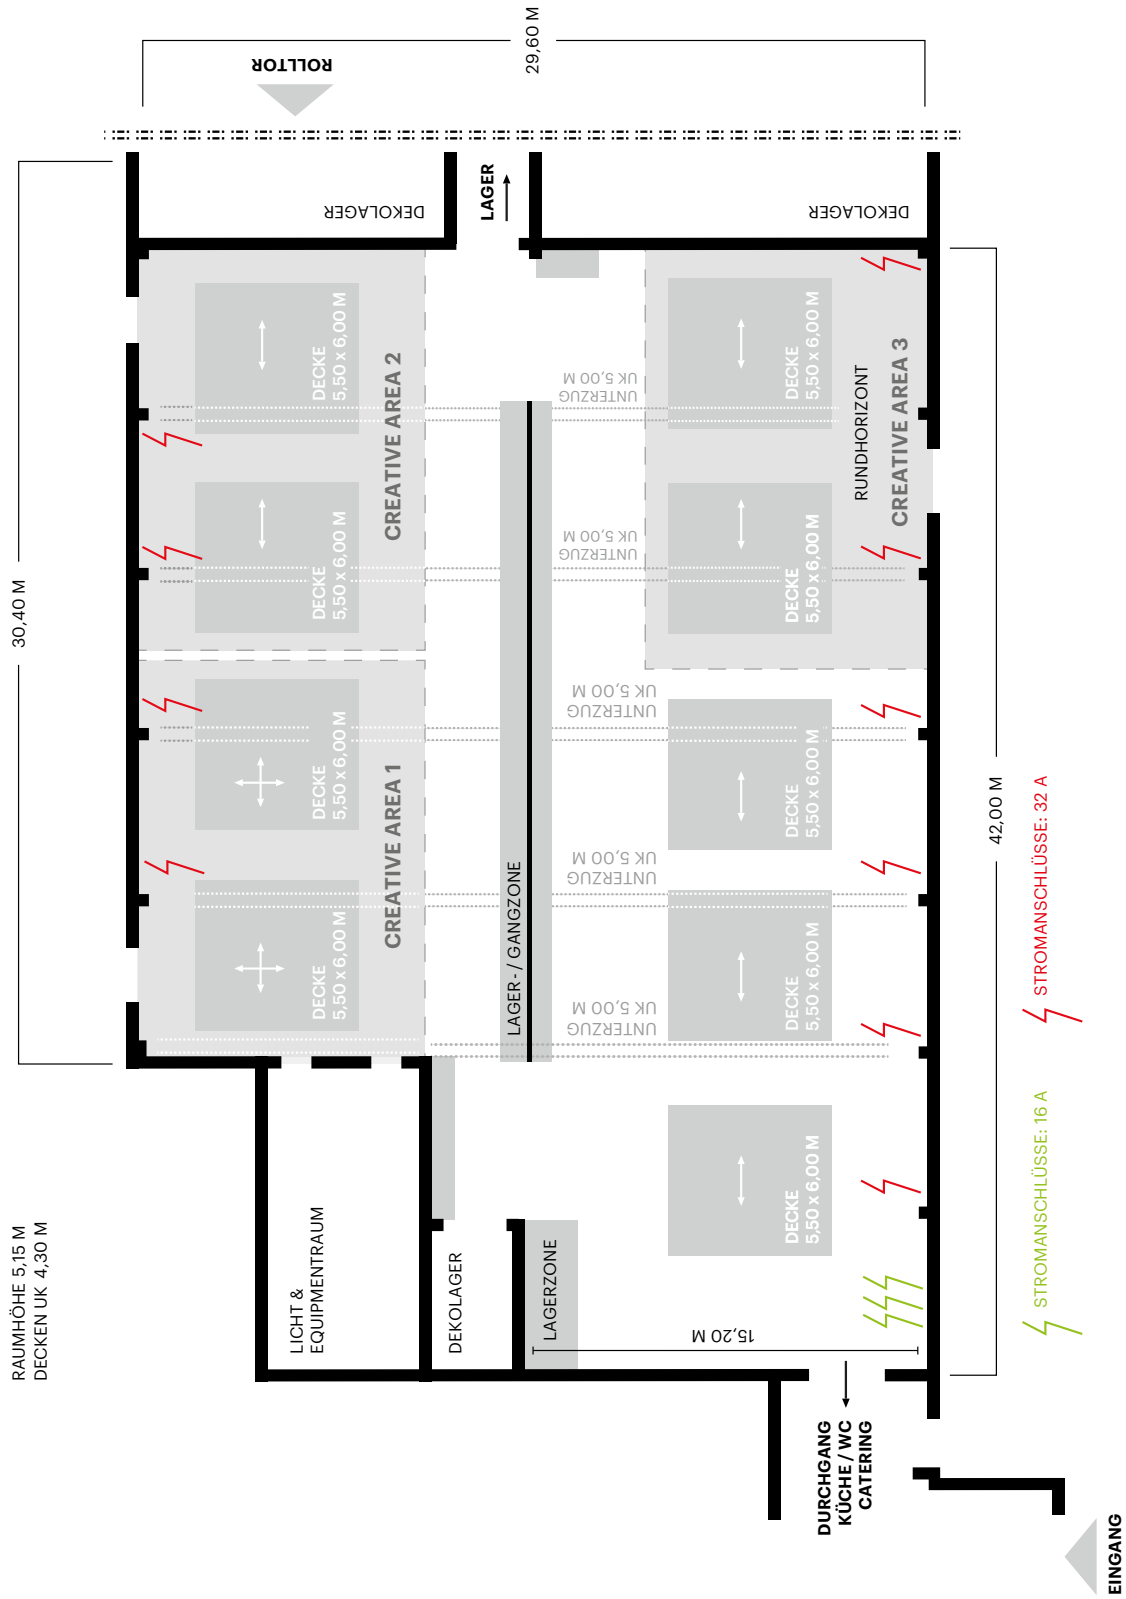 RAUMHÖHE 5,15 M
DECKEN UK 4,30 M
30,40 M
29,60 M
ROLLTOR
DEKOLAGER
LAGER
DEKOLAGER
DECKE
5,50 x 6,00 M
DECKE
5,50 x 6,00 M
CREATIVE AREA 1
DECKE
5,50 x 6,00 M
DECKE
5,50 x 6,00 M
CREATIVE AREA 2
LICHT &
EQUIPMENTRAUM
DEKOLAGER
LAGERZONE
LAGER- / GANGZONE
UNTERZUG
UK 5,00 M
UNTERZUG
UK 5,00 M
UNTERZUG
UK 5,00 M
UNTERZUG
UK 5,00 M
UNTERZUG
UK 5,00 M
15,20 M
DECKE
5,50 x 6,00 M
DECKE
5,50 x 6,00 M
DECKE
5,50 x 6,00 M
DECKE
5,50 x 6,00 M
DECKE
5,50 x 6,00 M
RUNDHORIZONT
CREATIVE AREA 3
DURCHGANG
KÜCHE / WC
CATERING
42,00 M
STROMANSCHLÜSSE: 16 A
STROMANSCHLÜSSE: 32 A
EINGANG